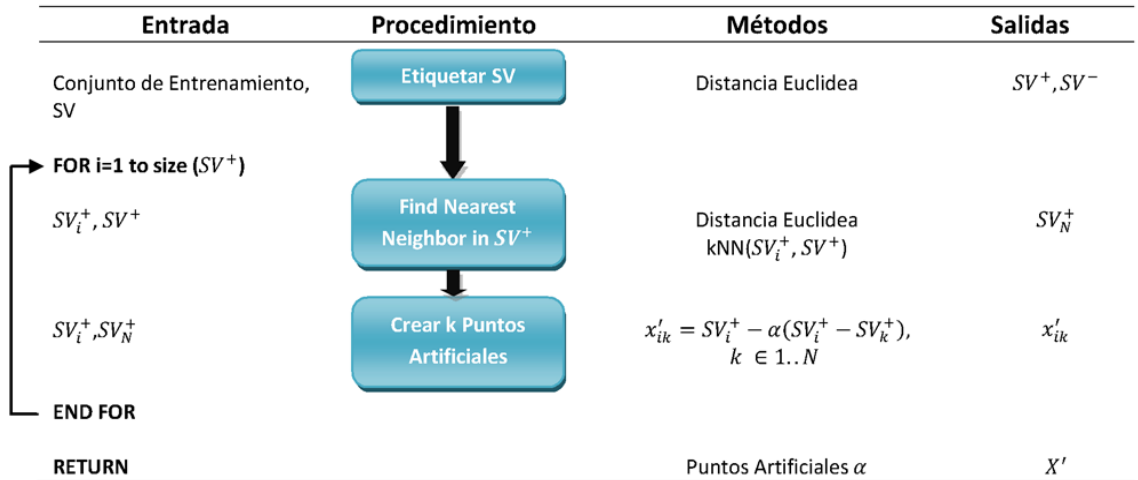 Entrada Procedimiento Métodos Salidas
Conjunto de Entrenamiento,
SV
Etiquetar SV
Distancia Euclidea
SV⁺, SV⁻
FOR i=1 to size (SV⁺)
SVᵢ⁺, SV⁺
Find Nearest
Neighbor in SV⁺
Distancia Euclidea
kNN(SVᵢ⁺, SV⁺)
SV_N⁺
SVᵢ⁺,SV_N⁺
Crear k Puntos
Artificiales
x′ᵢₖ = SVᵢ⁺ − α(SVᵢ⁺ − SVₖ⁺),
k ∈ 1..N
x′ᵢₖ
END FOR
RETURN
Puntos Artificiales α
X′